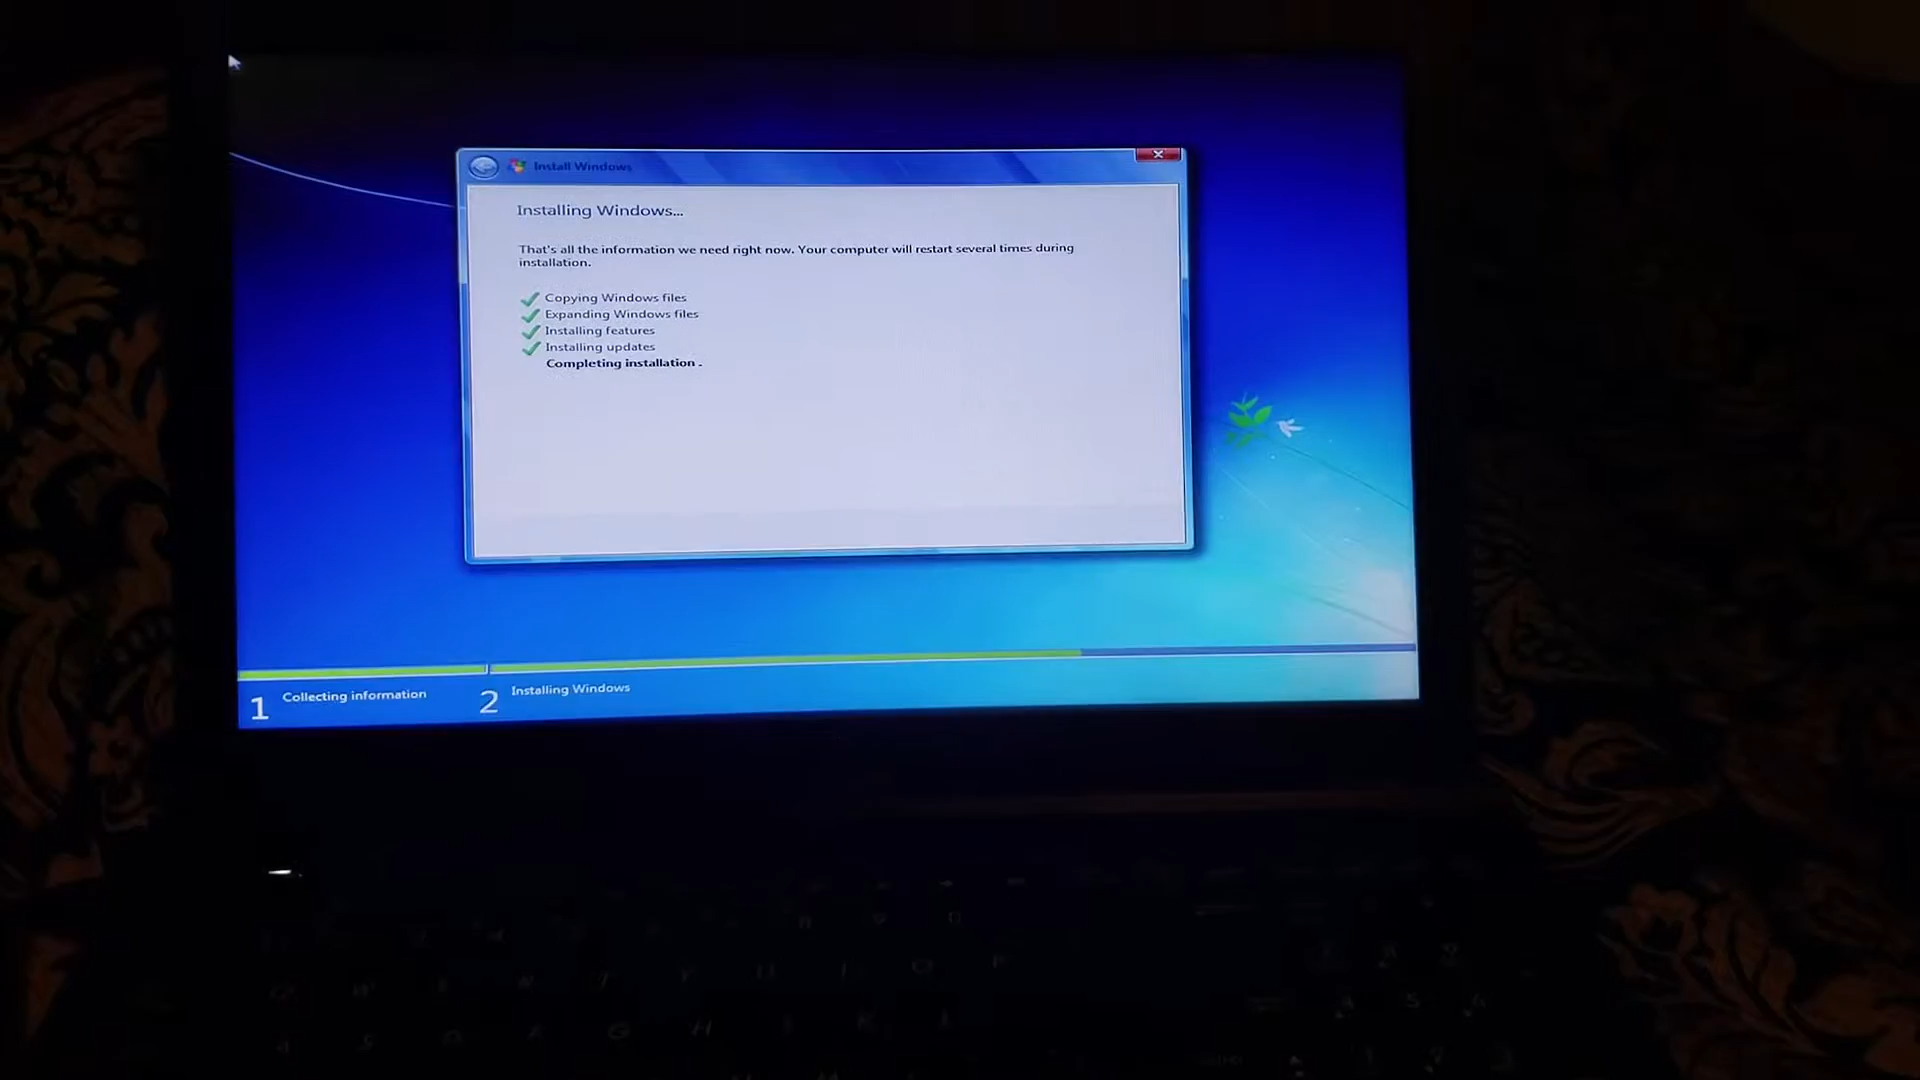 Install Windows
Installing Windows...
That's all the information we need right now. Your computer will restart several times during
installation.
Copying Windows files
Expanding Windows files
Installing features
Installing updates
Completing installation .
1 Collecting information
2 Installing Windows